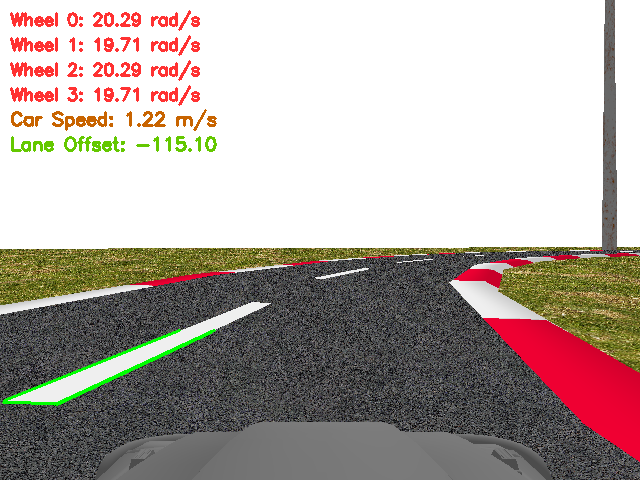 Wheel 0: 20.29 rad/s
Wheel 1: 19.71 rad/s
Wheel 2: 20.29 rad/s
Wheel 3: 19.71 rad/s
Car Speed: 1.22 m/s
Lane Offset: -115.10